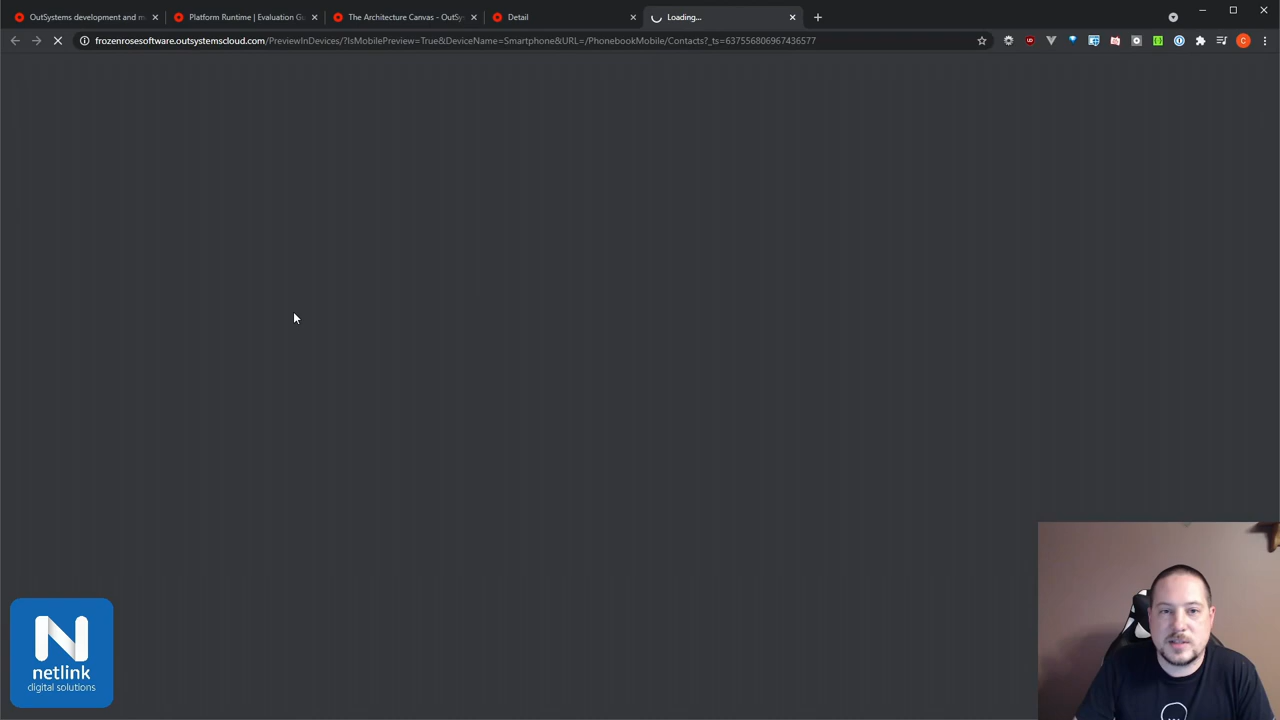 OutSystems development and m
Platform Runtime | Evaluation Gu
The Architecture Canvas - OutSy
Detail
Loading...
frozenrosesoftware.outsystemscloud.com/PreviewInDevices/?IsMobilePreview=True&DeviceName=Smartphone&URL=/PhonebookMobile/Contacts?_ts=637556806967436577
C
N
netlink
digital solutions